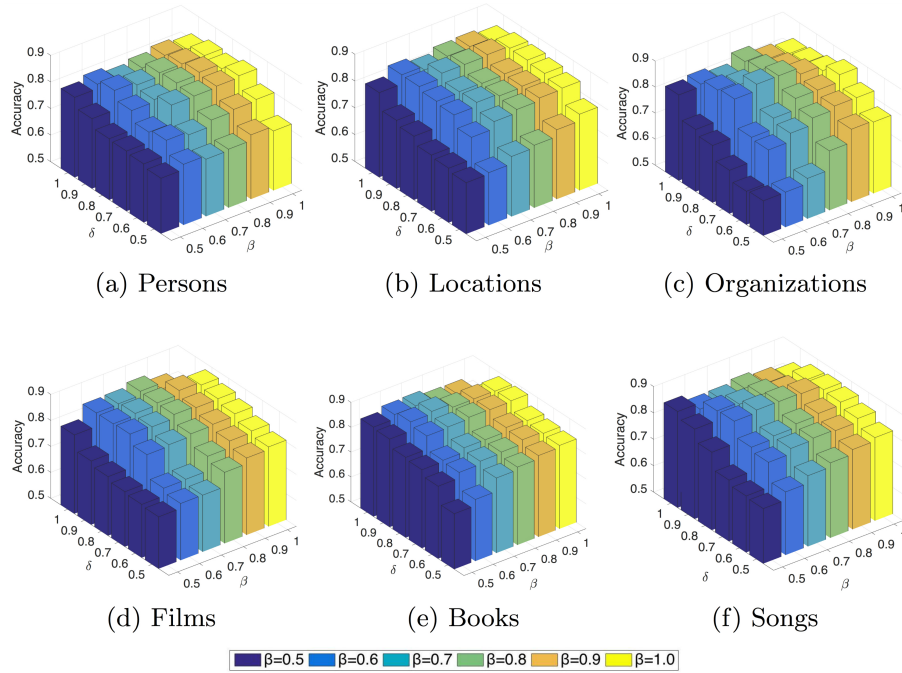 0.9 0.9 0.9
0.8 0.8 0.8
0.7 0.7 0.7
0.6 0.6 0.6
0.5 0.5 0.5
Accuracy Accuracy Accuracy
1 0.9 0.8 0.7 0.6 0.5 1 0.9 0.8 0.7 0.6 0.5 1 0.9 0.8 0.7 0.6 0.5
δ δ δ
0.5 0.6 0.7 0.8 0.9 1 0.5 0.6 0.7 0.8 0.9 1 0.5 0.6 0.7 0.8 0.9 1
β β β
(a) Persons (b) Locations (c) Organizations
0.9 0.9 0.9
0.8 0.8 0.8
0.7 0.7 0.7
0.6 0.6 0.6
0.5 0.5 0.5
Accuracy Accuracy Accuracy
1 0.9 0.8 0.7 0.6 0.5 1 0.9 0.8 0.7 0.6 0.5 1 0.9 0.8 0.7 0.6 0.5
δ δ δ
0.5 0.6 0.7 0.8 0.9 1 0.5 0.6 0.7 0.8 0.9 1 0.5 0.6 0.7 0.8 0.9 1
β β β
(d) Films (e) Books (f) Songs
β=0.5 β=0.6 β=0.7 β=0.8 β=0.9 β=1.0